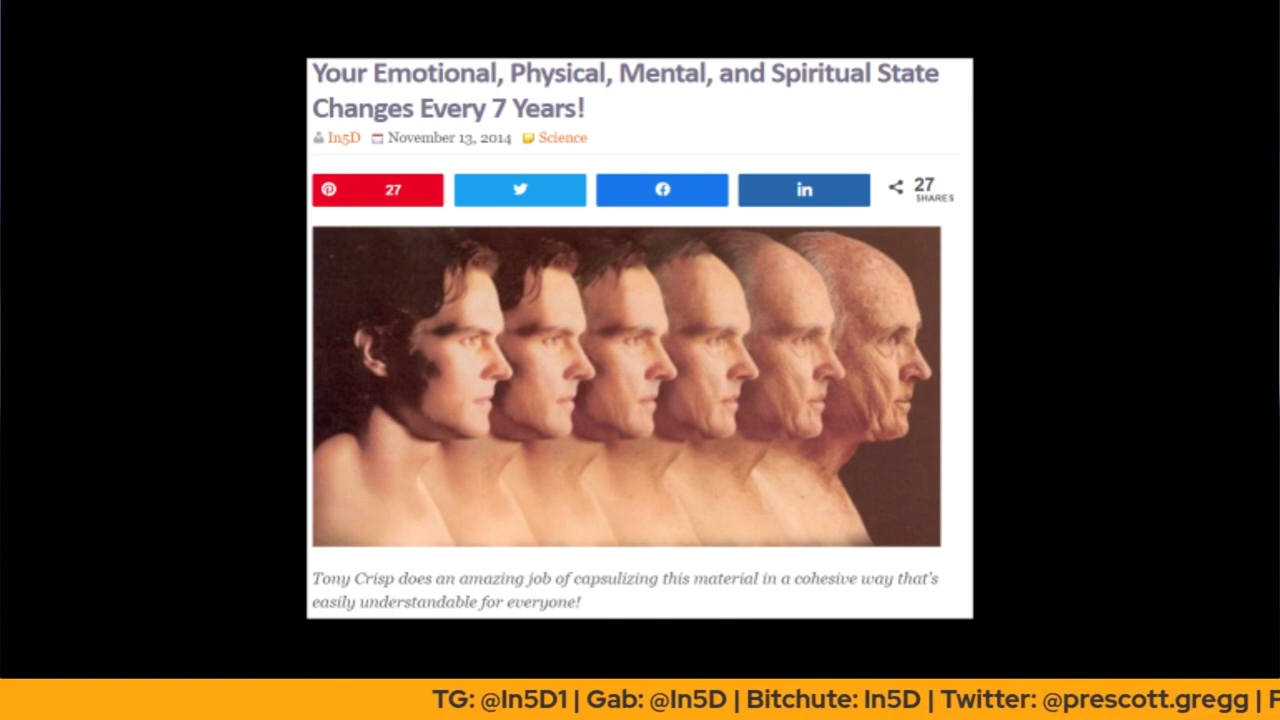 Your Emotional, Physical, Mental, and Spiritual State
Changes Every 7 Years!
In5D November 13, 2014 Science
27
27
SHARES
Tony Crisp does an amazing job of capsulizing this material in a cohesive way that's
easily understandable for everyone!
TG: @In5D1 | Gab: @In5D | Bitchute: In5D | Twitter: @prescott.gregg |